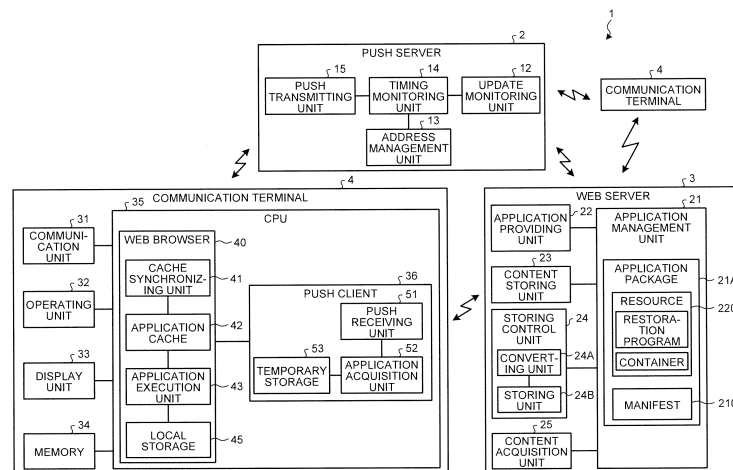 1
2
PUSH SERVER
15
PUSH
TRANSMITTING
UNIT
14
TIMING
MONITORING
UNIT
12
UPDATE
MONITORING
UNIT
13
ADDRESS
MANAGEMENT
UNIT
4
COMMUNICATION
TERMINAL
4
COMMUNICATION TERMINAL
35
CPU
31
COMMUNI-
CATION
UNIT
32
OPERATING
UNIT
33
DISPLAY
UNIT
34
MEMORY
WEB BROWSER
40
CACHE
SYNCHRONIZ-
ING UNIT
41
APPLICATION
CACHE
42
APPLICATION
EXECUTION
UNIT
43
LOCAL
STORAGE
45
36
PUSH CLIENT
51
PUSH
RECEIVING
UNIT
53
TEMPORARY
STORAGE
52
APPLICATION
ACQUISITION
UNIT
3
WEB SERVER
22
APPLICATION
PROVIDING
UNIT
23
CONTENT
STORING
UNIT
24
STORING
CONTROL
UNIT
CONVERT-
ING UNIT
24A
STORING
UNIT
24B
25
CONTENT
ACQUISITION
UNIT
21
APPLICATION
MANAGEMENT
UNIT
APPLICATION
PACKAGE
21A
RESOURCE
220
RESTORA-
TION
PROGRAM
CONTAINER
MANIFEST
210